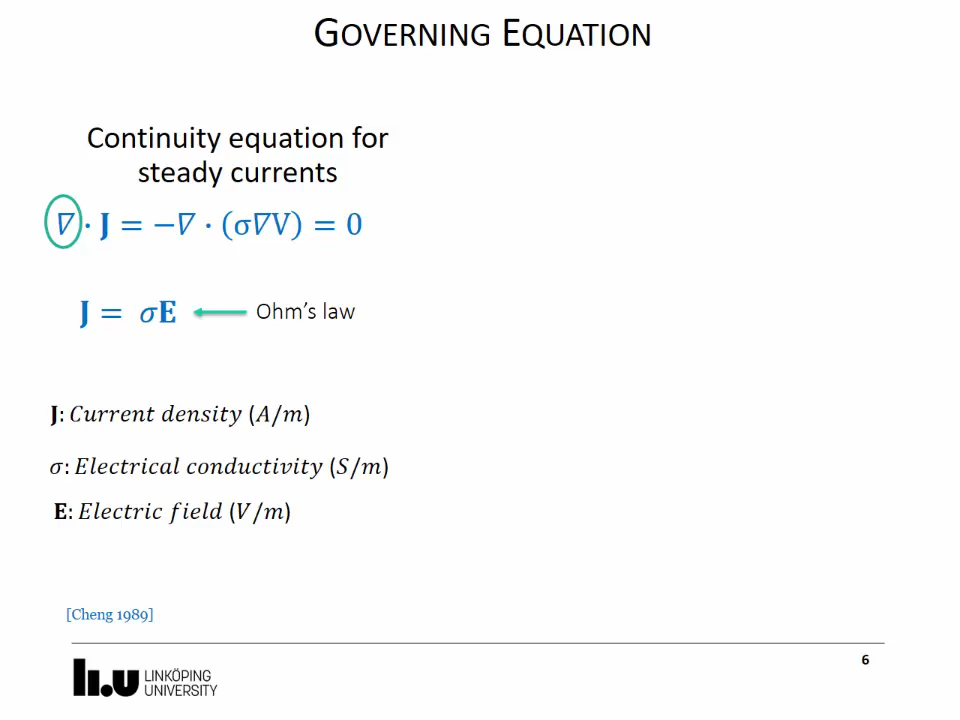 GOVERNING EQUATION
Continuity equation for
steady currents
∇ · J = −∇ · (σ∇V) = 0
J = σE
Ohm's law
J: Current density (A/m)
σ: Electrical conductivity (S/m)
E: Electric field (V/m)
[Cheng 1989]
6
li.u LINKÖPING
UNIVERSITY